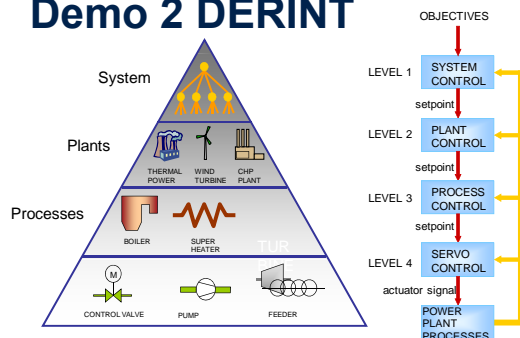 Demo 2 DERINT
System
Plants
THERMAL
POWER
WIND
TURBINE
CHP
PLANT
Processes
BOILER
SUPER
HEATER
TUR
M
CONTROL VALVE
PUMP
FEEDER
OBJECTIVES
LEVEL 1
SYSTEM
CONTROL
setpoint
LEVEL 2
PLANT
CONTROL
setpoint
LEVEL 3
PROCESS
CONTROL
setpoint
LEVEL 4
SERVO
CONTROL
actuator signal
POWER
PLANT
PROCESSES